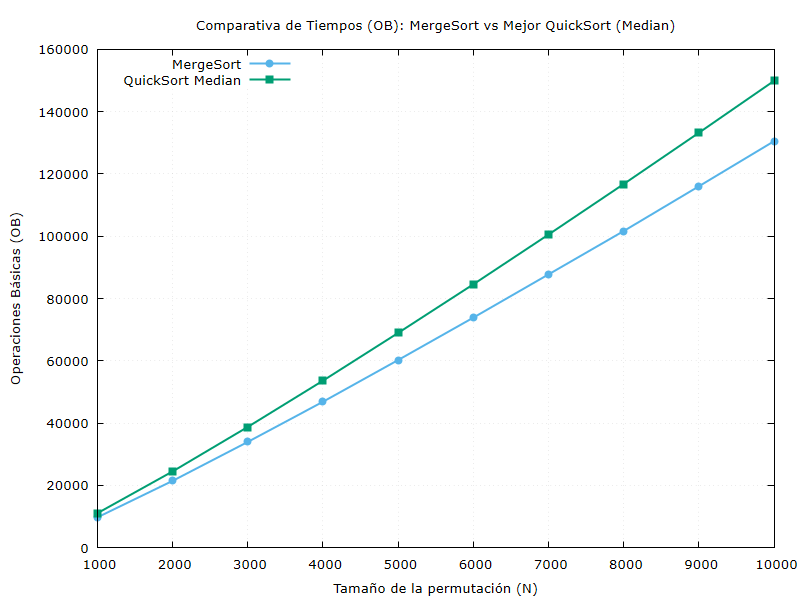 Comparativa de Tiempos (OB): MergeSort vs Mejor QuickSort (Median)
MergeSort
QuickSort Median
160000
140000
120000
100000
80000
60000
40000
20000
0
Operaciones Básicas (OB)
1000 2000 3000 4000 5000 6000 7000 8000 9000 10000
Tamaño de la permutación (N)